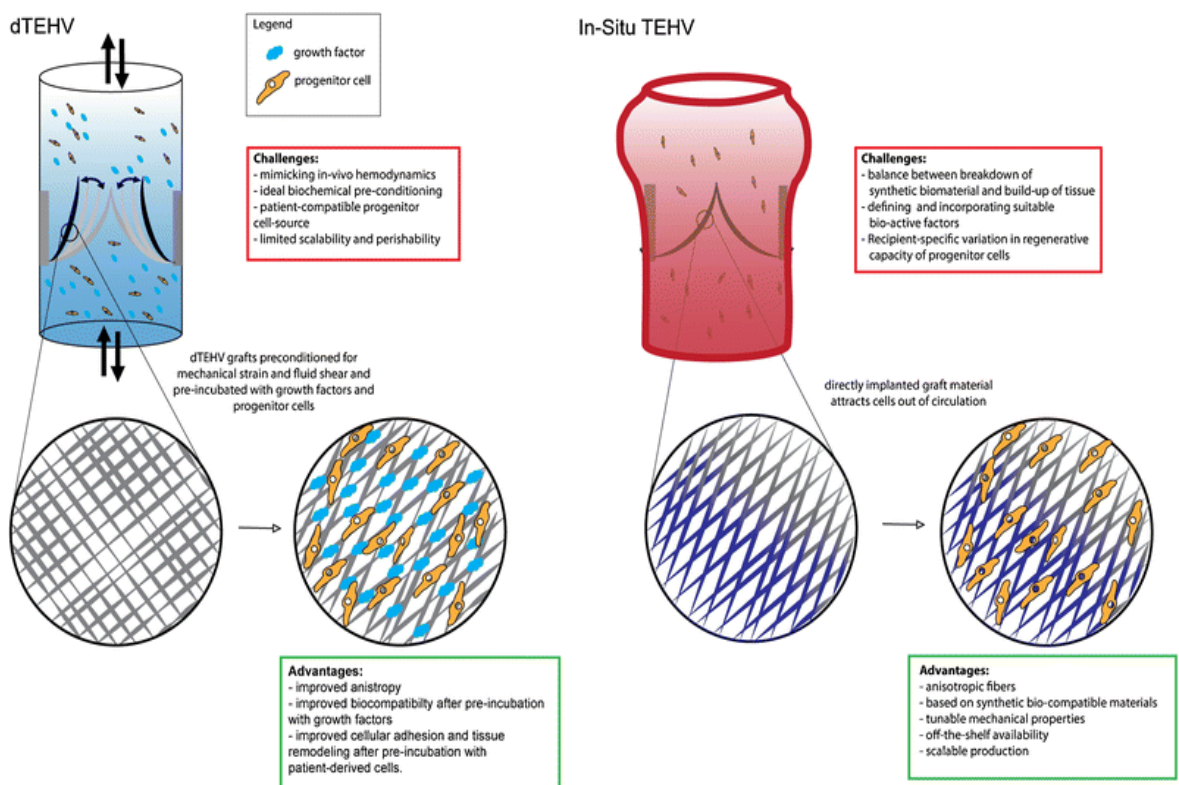 dTEHV
Legend
growth factor
progenitor cell
Challenges:
- mimicking in-vivo hemodynamics
- ideal biochemical pre-conditioning
- patient-compatible progenitor
cell-source
- limited scalability and perishability
dTEHV grafts preconditioned for
mechanical strain and fluid shear and
pre-incubated with growth factors and
progenitor cells
Advantages:
- improved anistropy
- improved biocompatibilty after pre-incubation
with growth factors
- improved cellular adhesion and tissue
remodeling after pre-incubation with
patient-derived cells.
In-Situ TEHV
Challenges:
- balance between breakdown of
synthetic biomaterial and build-up of tissue
- defining and incorporating suitable
bio-active factors
- Recipient-specific variation in regenerative
capacity of progenitor cells
directly implanted graft material
attracts cells out of circulation
Advantages:
- anisotropic fibers
- based on synthetic bio-compatible materials
- tunable mechanical properties
- off-the-shelf availability
- scalable production